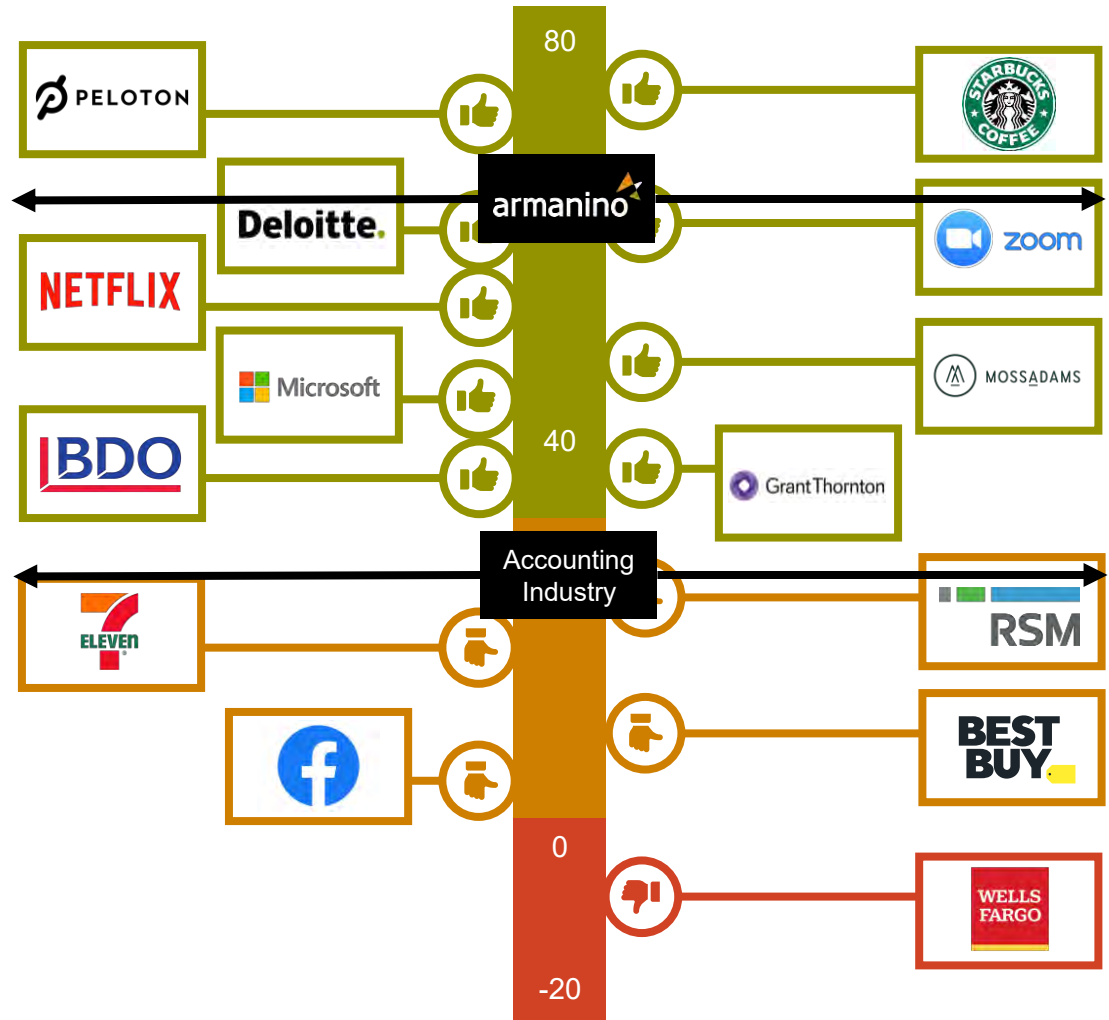 80
PELOTON
STARBUCKS
COFFEE
armanino
Deloitte.
zoom
NETFLIX
Microsoft
MOSSADAMS
40
BDO
GrantThornton
Accounting
Industry
7
ELEVEn
RSM
BEST
BUY
f
0
WELLS
FARGO
-20